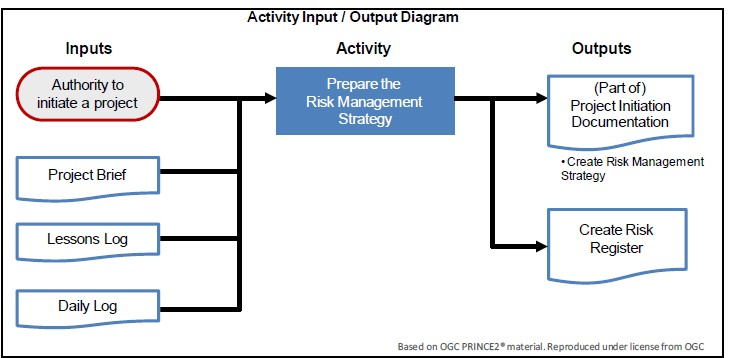 Activity Input / Output Diagram
Inputs
Activity
Outputs
Authority to
initiate a project
Prepare the
Risk Management
Strategy
(Part of)
Project Initiation
Documentation
• Create Risk Management
Strategy
Project Brief
Lessons Log
Create Risk
Register
Daily Log
Based on OGC PRINCE2® material. Reproduced under license from OGC